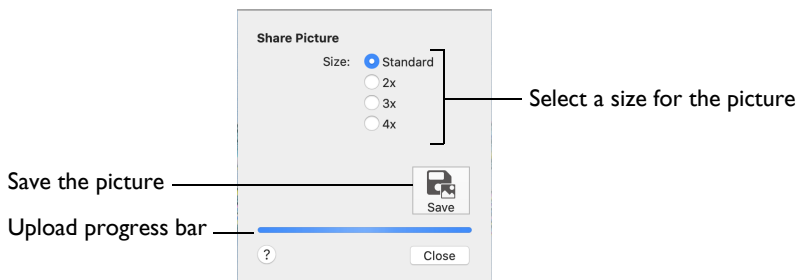 Share Picture
Size: Standard
2x
3x
4x
Select a size for the picture
Save the picture
Save
Upload progress bar
? Close